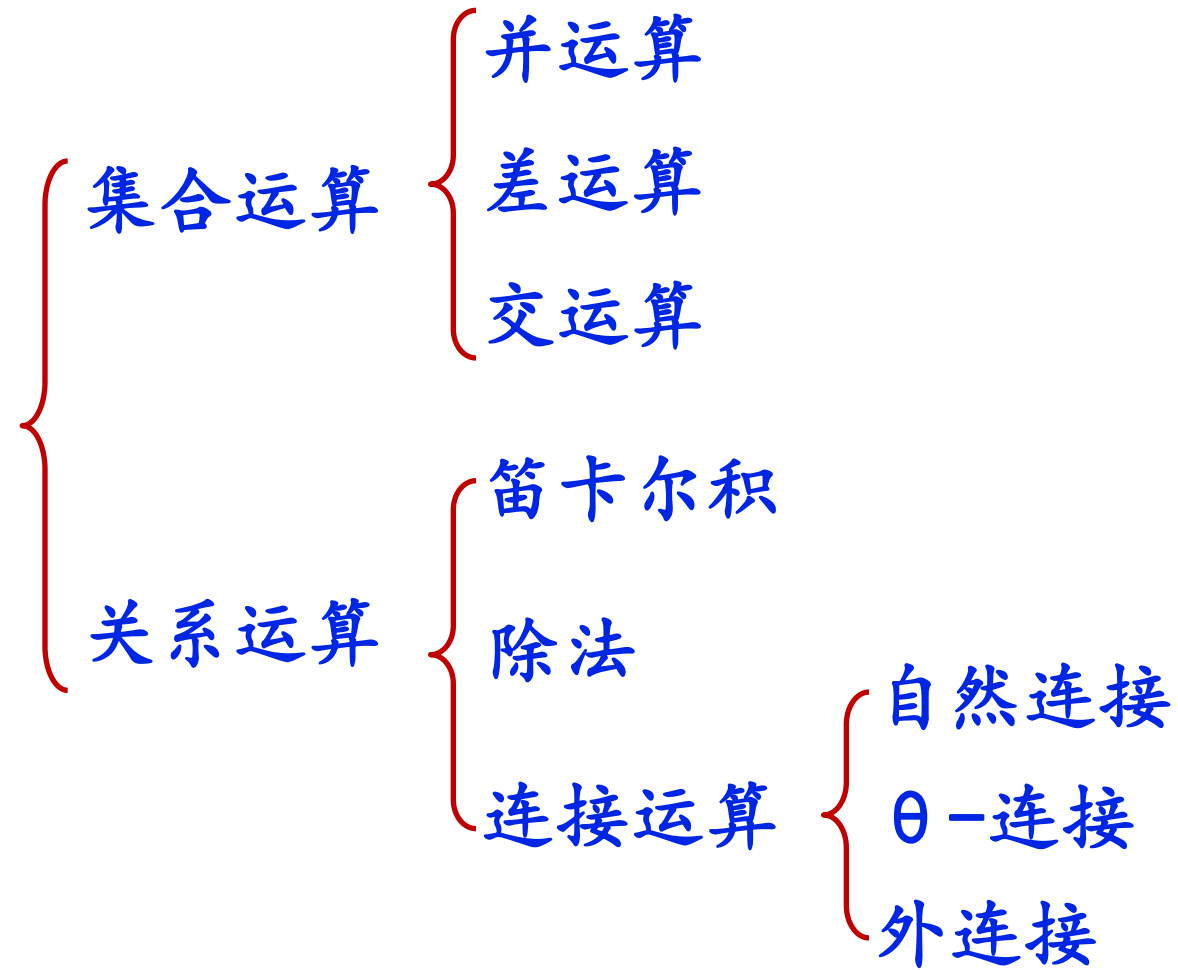 集合运算
并运算
差运算
交运算
关系运算
笛卡尔积
除法
连接运算
自然连接
θ-连接
外连接